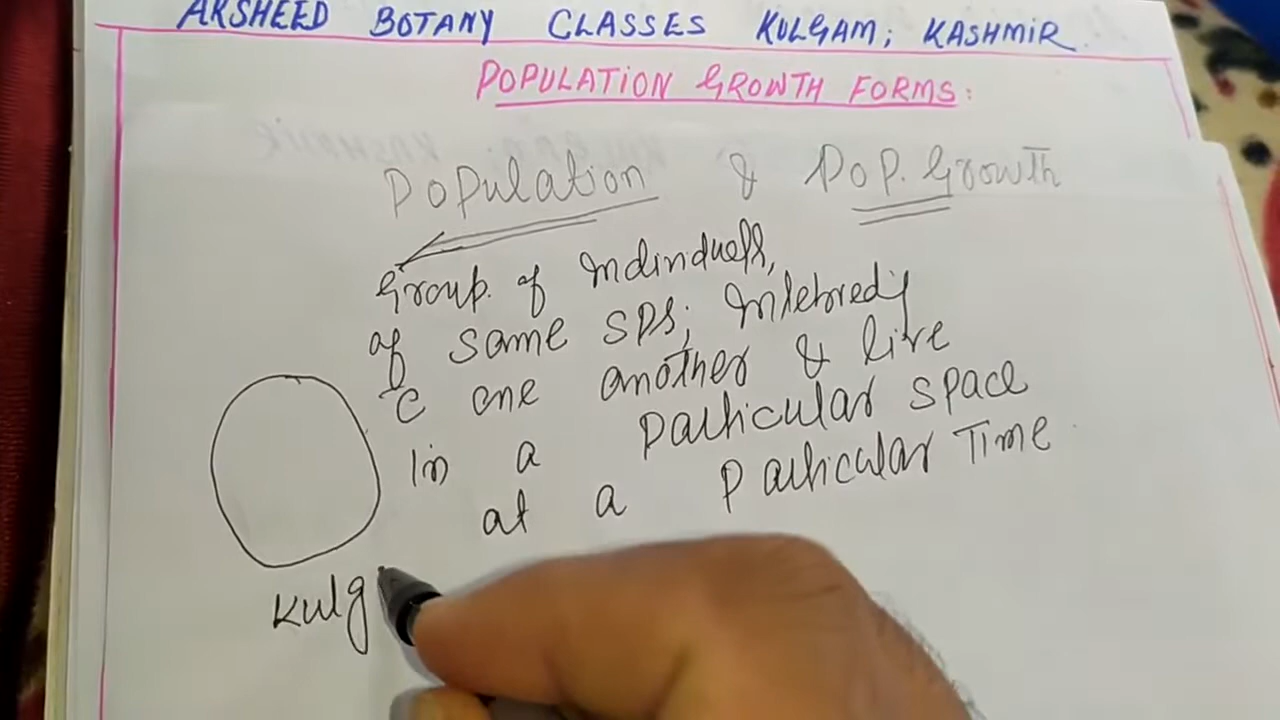 ARSHEED BOTANY CLASSES KULGAM; KASHMIR
POPULATION GROWTH FORMS:
Population & Pop. Growth
Group of Individuals,
of same SPS; Interbredig
c one another & live
in a particular space
at a particular Time
Kulg